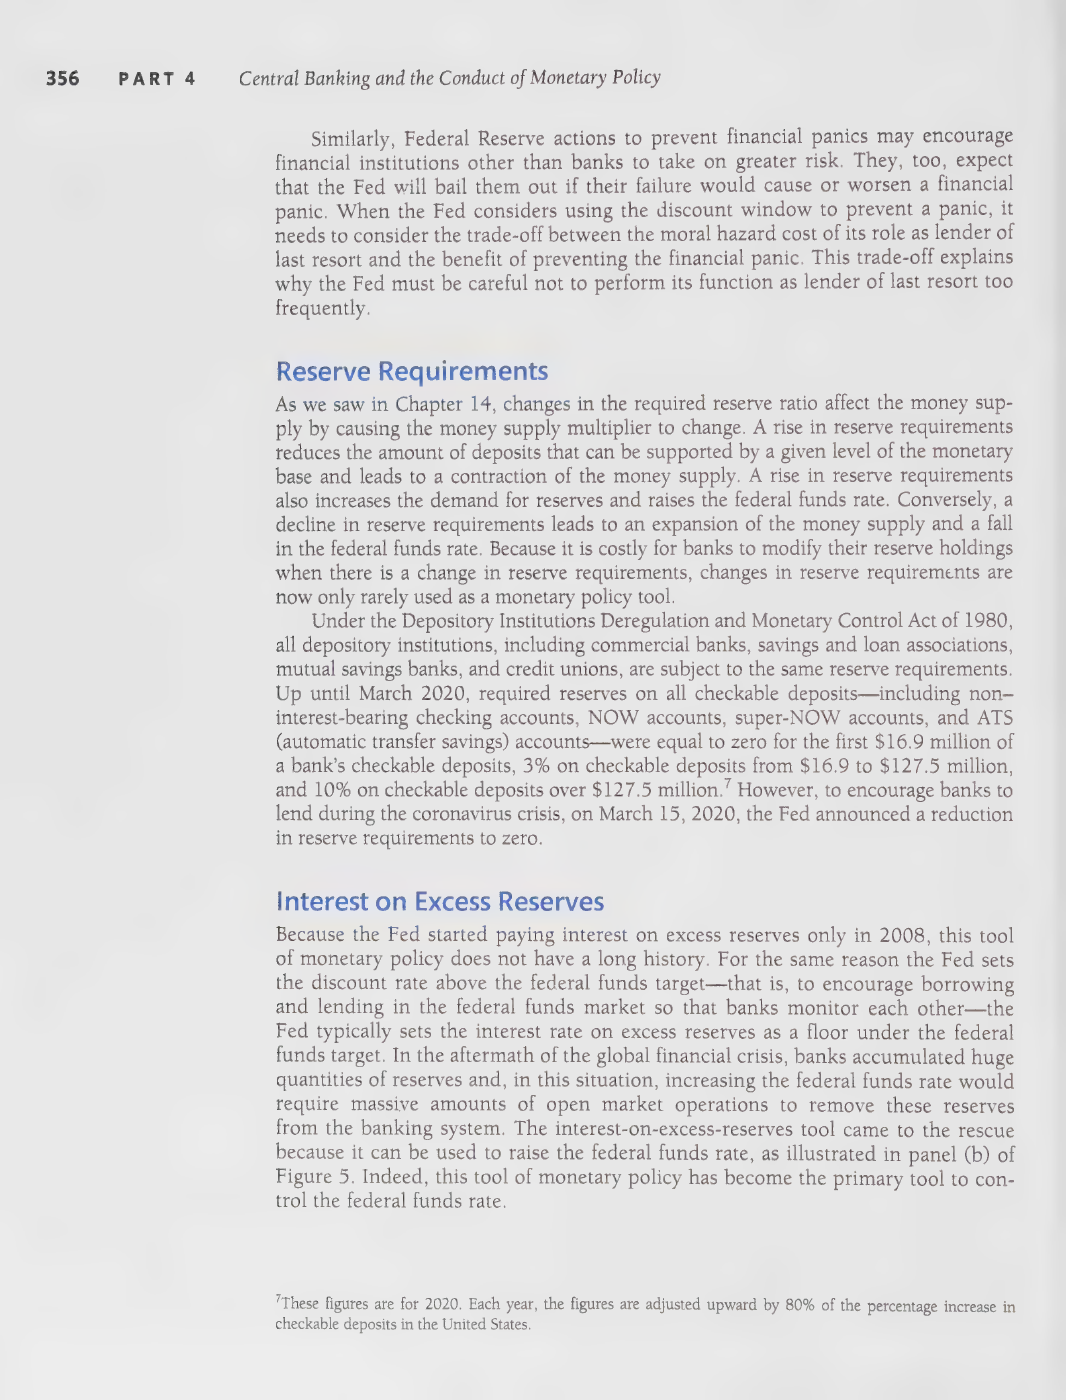 356 PART 4 Central Banking and the Conduct of Monetary Policy
Similarly, Federal Reserve actions to prevent financial panics may encourage
financial institutions other than banks to take on greater risk. They, too, expect
that the Fed will bail them out if their failure would cause or worsen a financial
panic. When the Fed considers using the discount window to prevent a panic, it
needs to consider the trade-off between the moral hazard cost of its role as lender of
last resort and the benefit of preventing the financial panic. This trade-off explains
why the Fed must be careful not to perform its function as lender of last resort too
frequently.
Reserve Requirements
As we saw in Chapter 14, changes in the required reserve ratio affect the money sup-
ply by causing the money supply multiplier to change. A rise in reserve requirements
reduces the amount of deposits that can be supported by a given level of the monetary
base and leads to a contraction of the money supply. A rise in reserve requirements
also increases the demand for reserves and raises the federal funds rate. Conversely, a
decline in reserve requirements leads to an expansion of the money supply and a fall
in the federal funds rate. Because it is costly for banks to modify their reserve holdings
when there is a change in reserve requirements, changes in reserve requirements are
now only rarely used as a monetary policy tool.
Under the Depository Institutions Deregulation and Monetary Control Act of 1980,
all depository institutions, including commercial banks, savings and loan associations,
mutual savings banks, and credit unions, are subject to the same reserve requirements.
Up until March 2020, required reserves on all checkable deposits—including non–
interest-bearing checking accounts, NOW accounts, super-NOW accounts, and ATS
(automatic transfer savings) accounts—were equal to zero for the first $16.9 million of
a bank's checkable deposits, 3% on checkable deposits from $16.9 to $127.5 million,
and 10% on checkable deposits over $127.5 million.⁷ However, to encourage banks to
lend during the coronavirus crisis, on March 15, 2020, the Fed announced a reduction
in reserve requirements to zero.
Interest on Excess Reserves
Because the Fed started paying interest on excess reserves only in 2008, this tool
of monetary policy does not have a long history. For the same reason the Fed sets
the discount rate above the federal funds target—that is, to encourage borrowing
and lending in the federal funds market so that banks monitor each other—the
Fed typically sets the interest rate on excess reserves as a floor under the federal
funds target. In the aftermath of the global financial crisis, banks accumulated huge
quantities of reserves and, in this situation, increasing the federal funds rate would
require massive amounts of open market operations to remove these reserves
from the banking system. The interest-on-excess-reserves tool came to the rescue
because it can be used to raise the federal funds rate, as illustrated in panel (b) of
Figure 5. Indeed, this tool of monetary policy has become the primary tool to con-
trol the federal funds rate.
⁷These figures are for 2020. Each year, the figures are adjusted upward by 80% of the percentage increase in
checkable deposits in the United States.